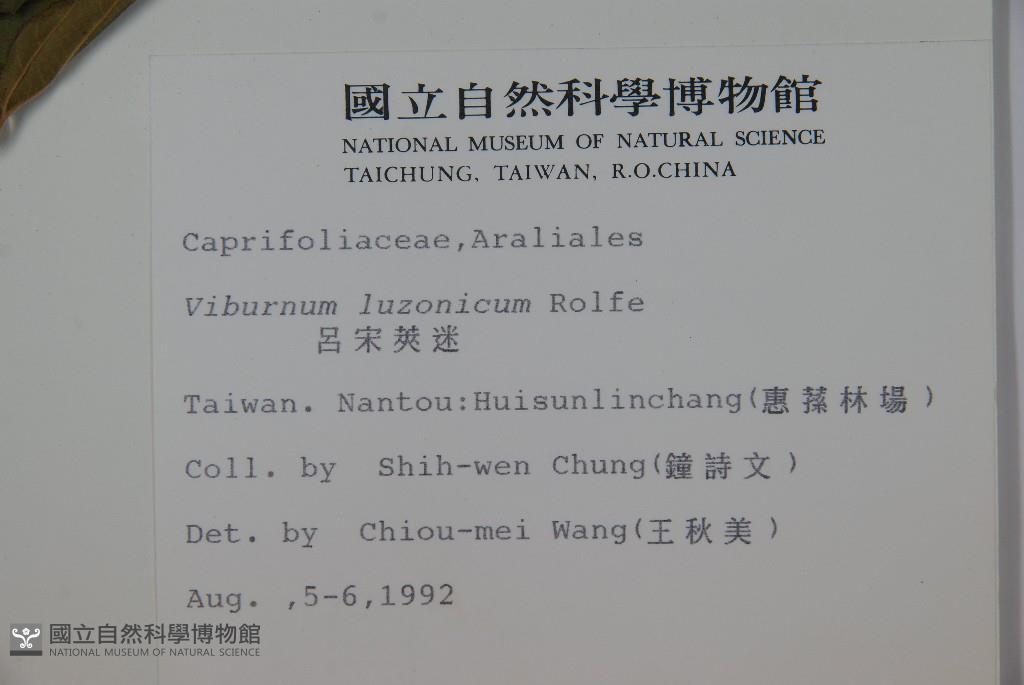 國立自然科學博物館
NATIONAL MUSEUM OF NATURAL SCIENCE
TAICHUNG, TAIWAN, R.O.CHINA
Caprifoliaceae,Araliales
Viburnum luzonicum Rolfe
呂宋莢迷
Taiwan. Nantou:Huisunlinchang(惠蓀林場)
Coll. by Shih-wen Chung(鐘詩文)
Det. by Chiou-mei Wang(王秋美)
Aug. ,5-6,1992
國立自然科學博物館
NATIONAL MUSEUM OF NATURAL SCIENCE